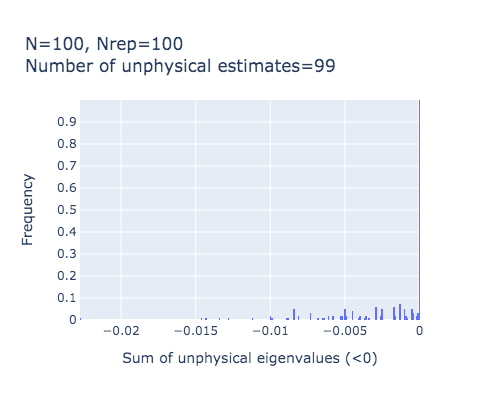 N=100, Nrep=100
Number of unphysical estimates=99
Frequency
0.9
0.8
0.7
0.6
0.5
0.4
0.3
0.2
0.1
0
−0.02 −0.015 −0.01 −0.005 0
Sum of unphysical eigenvalues (<0)